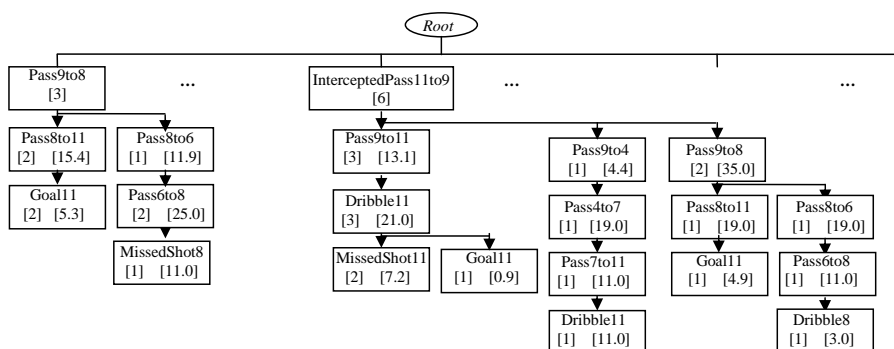 Root
Pass9to8
[3]
...
InterceptedPass11to9
[6]
...
...
Pass8to11
[2] [15.4]
Pass8to6
[1] [11.9]
Pass9to11
[3] [13.1]
Pass9to4
[1] [4.4]
Pass9to8
[2] [35.0]
Goal11
[2] [5.3]
Pass6to8
[2] [25.0]
Dribble11
[3] [21.0]
Pass4to7
[1] [19.0]
Pass8to11
[1] [19.0]
Pass8to6
[1] [19.0]
MissedShot8
[1] [11.0]
MissedShot11
[2] [7.2]
Goal11
[1] [0.9]
Pass7to11
[1] [11.0]
Goal11
[1] [4.9]
Pass6to8
[1] [11.0]
Dribble11
[1] [11.0]
Dribble8
[1] [3.0]